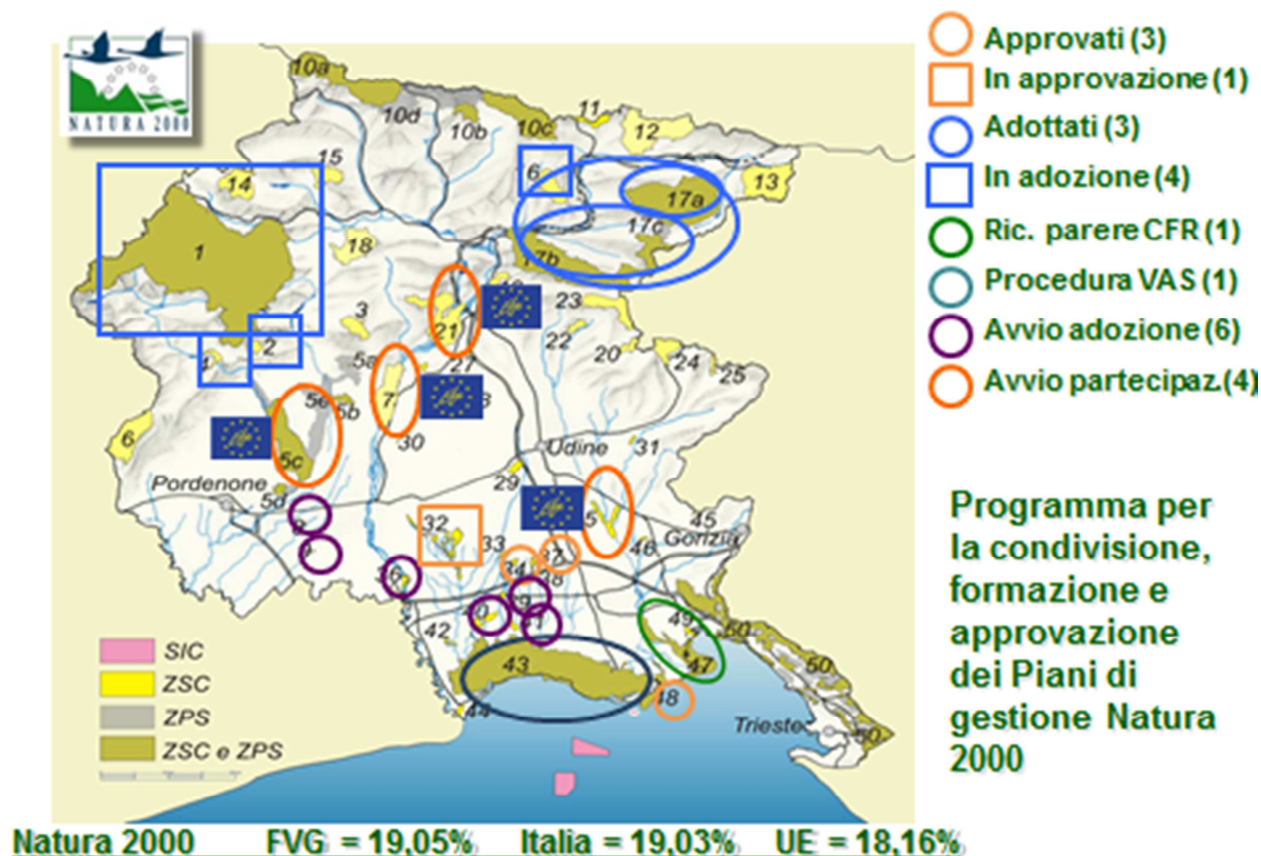 NATURA 2000
Approvati (3)
In approvazione (1)
Adottati (3)
In adozione (4)
Ric. parere CFR (1)
Procedura VAS (1)
Avvio adozione (6)
Avvio partecipaz.(4)
Programma per
la condivisione,
formazione e
approvazione
dei Piani di
gestione Natura
2000
10a
10d
10b
10c
11
12
15
14
13
17a
17c
17b
1
18
3
21
23
22
20
24
25
2
5a
27
7
5b
6
5c
30
Udine
31
Pordenone
5d
29
32
33
45
Gorizia
46
42
43
44
49
47
50
50
50
Trieste
SIC
ZSC
ZPS
ZSC e ZPS
Natura 2000 FVG = 19,05% Italia = 19,03% UE = 18,16%